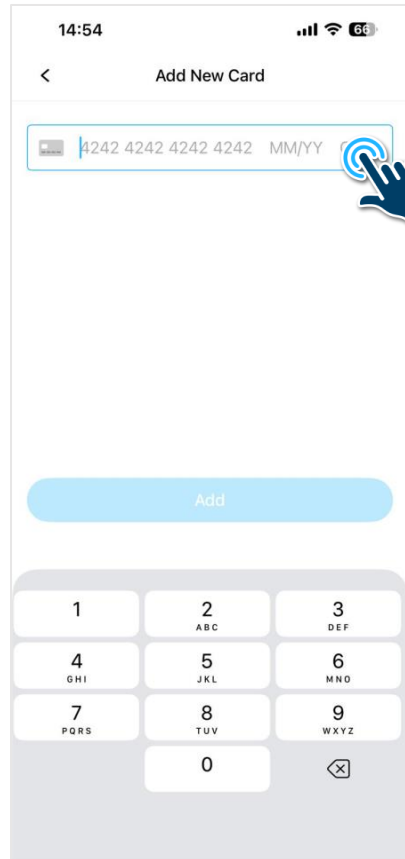 14:54
66
Add New Card
4242 4242 4242 4242 MM/YY
Add
1
2
ABC
3
DEF
4
GHI
5
JKL
6
MNO
7
PQRS
8
TUV
9
WXYZ
0